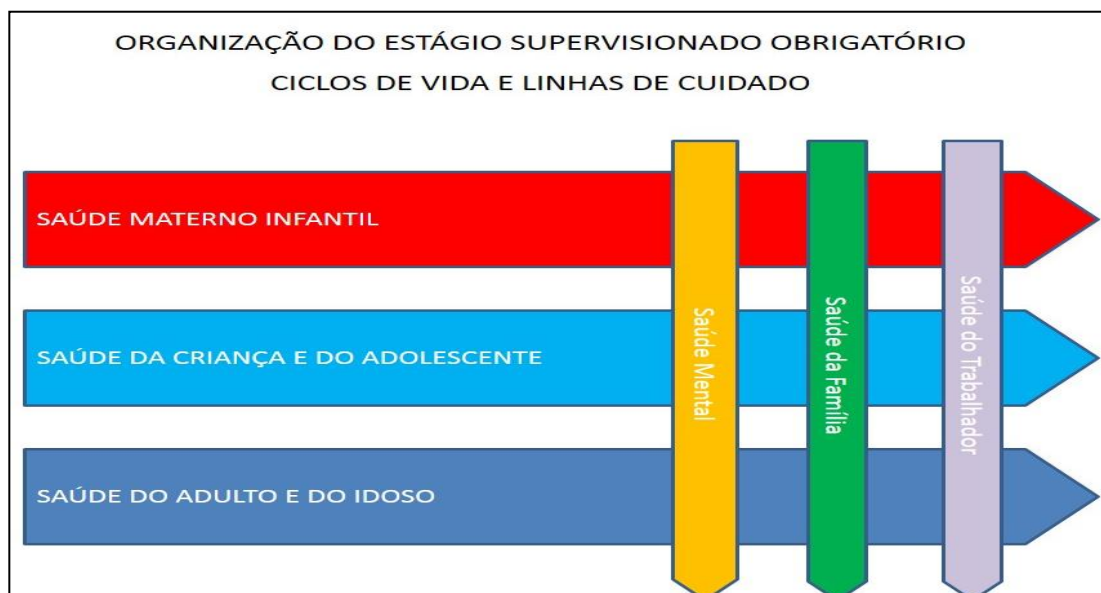 ORGANIZAÇÃO DO ESTÁGIO SUPERVISIONADO OBRIGATÓRIO
CICLOS DE VIDA E LINHAS DE CUIDADO
SAÚDE MATERNO INFANTIL
SAÚDE DA CRIANÇA E DO ADOLESCENTE
SAÚDE DO ADULTO E DO IDOSO
Saúde Mental
Saúde da Família
Saúde do Trabalhador